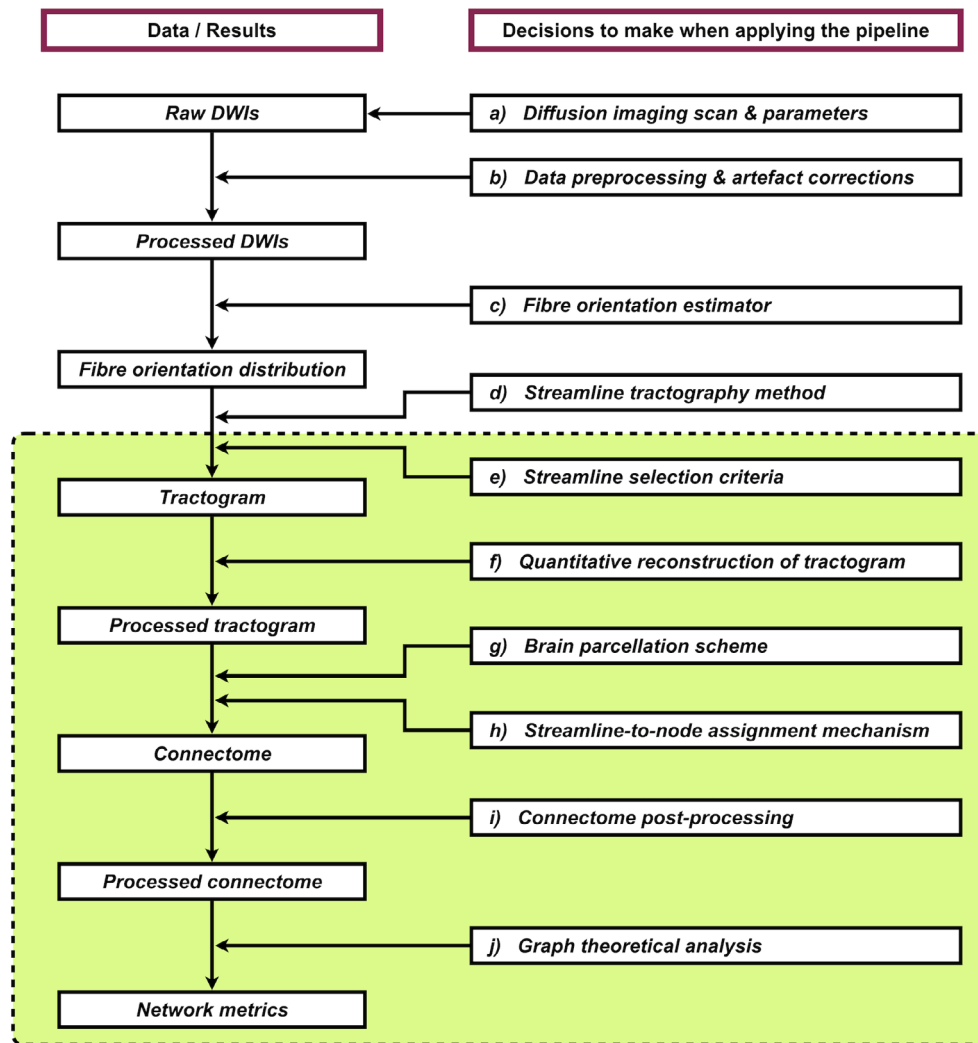 Data / Results
Decisions to make when applying the pipeline
Raw DWIs
a) Diffusion imaging scan & parameters
b) Data preprocessing & artefact corrections
Processed DWIs
c) Fibre orientation estimator
Fibre orientation distribution
d) Streamline tractography method
e) Streamline selection criteria
Tractogram
f) Quantitative reconstruction of tractogram
Processed tractogram
g) Brain parcellation scheme
h) Streamline-to-node assignment mechanism
Connectome
i) Connectome post-processing
Processed connectome
j) Graph theoretical analysis
Network metrics